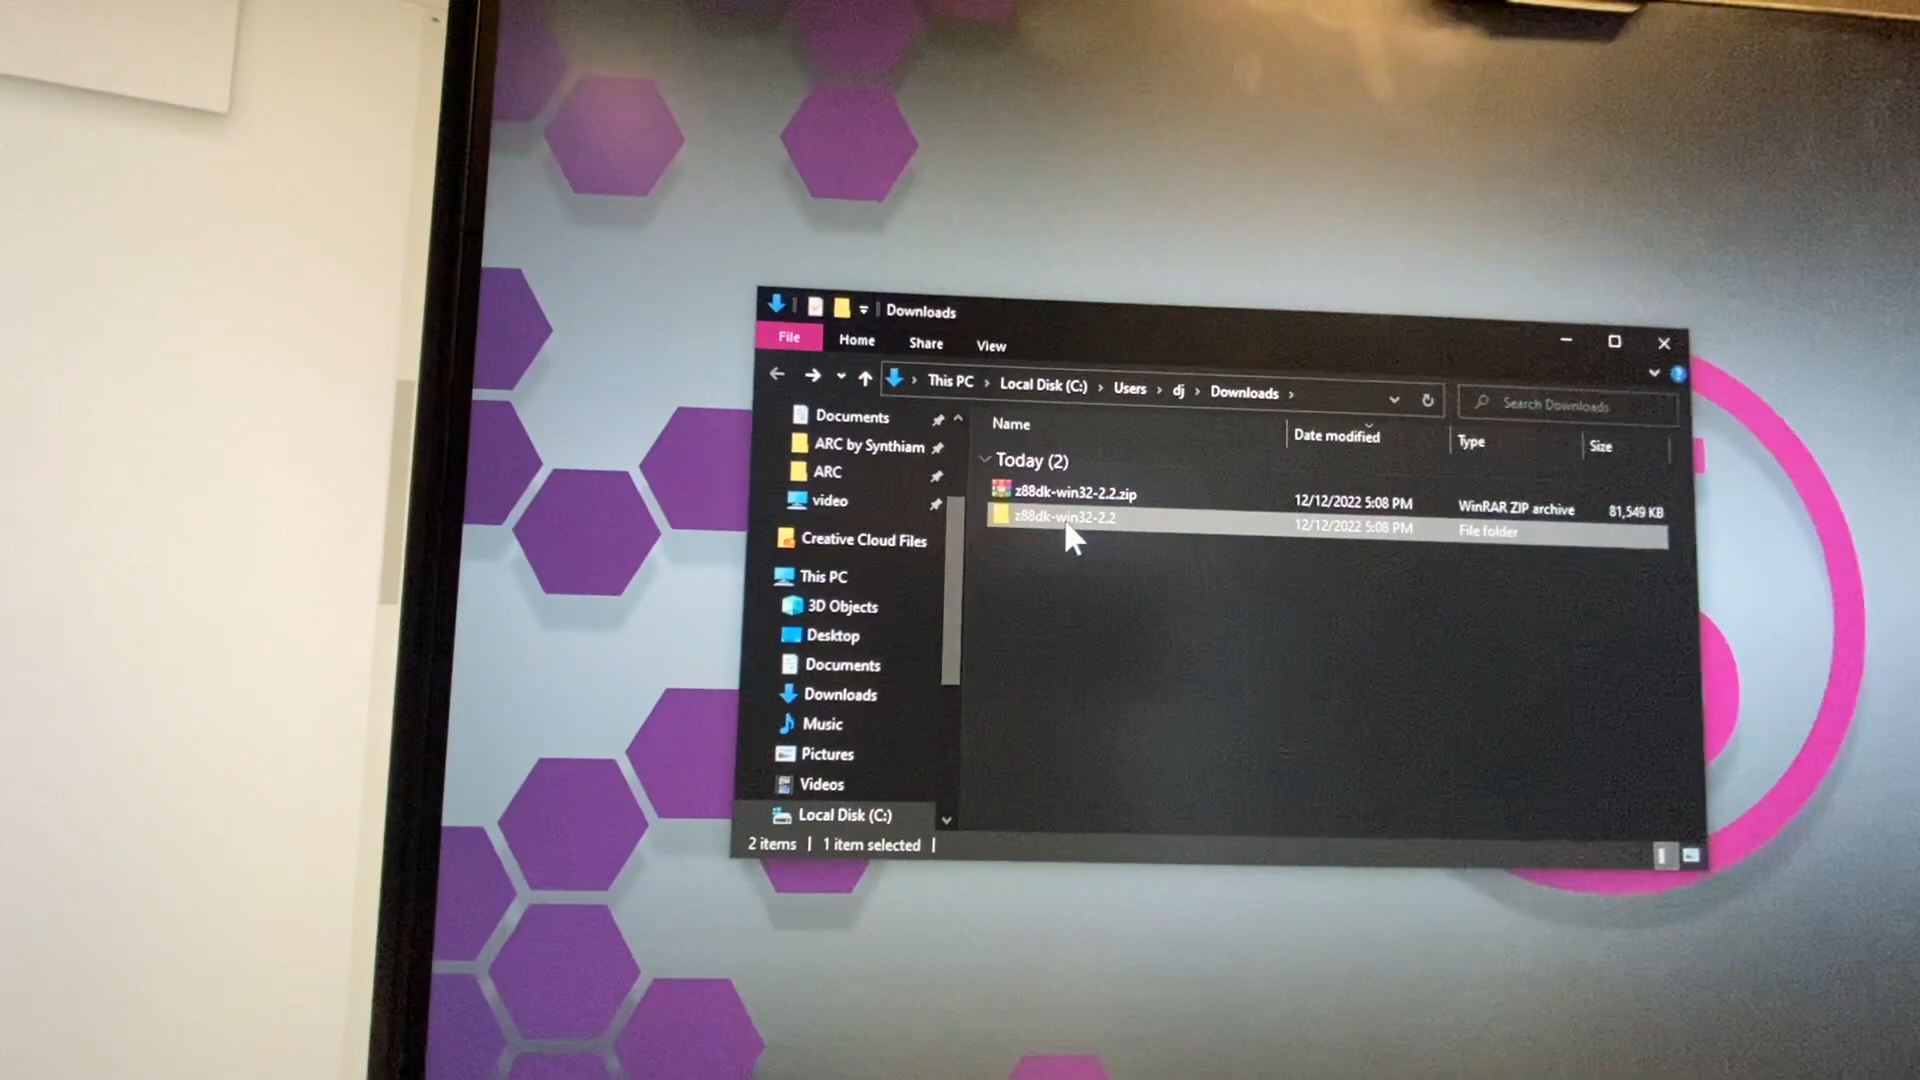 Downloads
File Home Share View
This PC › Local Disk (C:) › Users › dj › Downloads ›
Search Downloads
Name Date modified Type Size
Today (2)
z88dk-win32-2.2.zip 12/12/2022 5:08 PM WinRAR ZIP archive 81,549 KB
z88dk-win32-2.2 12/12/2022 5:08 PM File folder
Documents
ARC by Synthiam
ARC
video
Creative Cloud Files
This PC
3D Objects
Desktop
Documents
Downloads
Music
Pictures
Videos
Local Disk (C:)
2 items | 1 item selected |